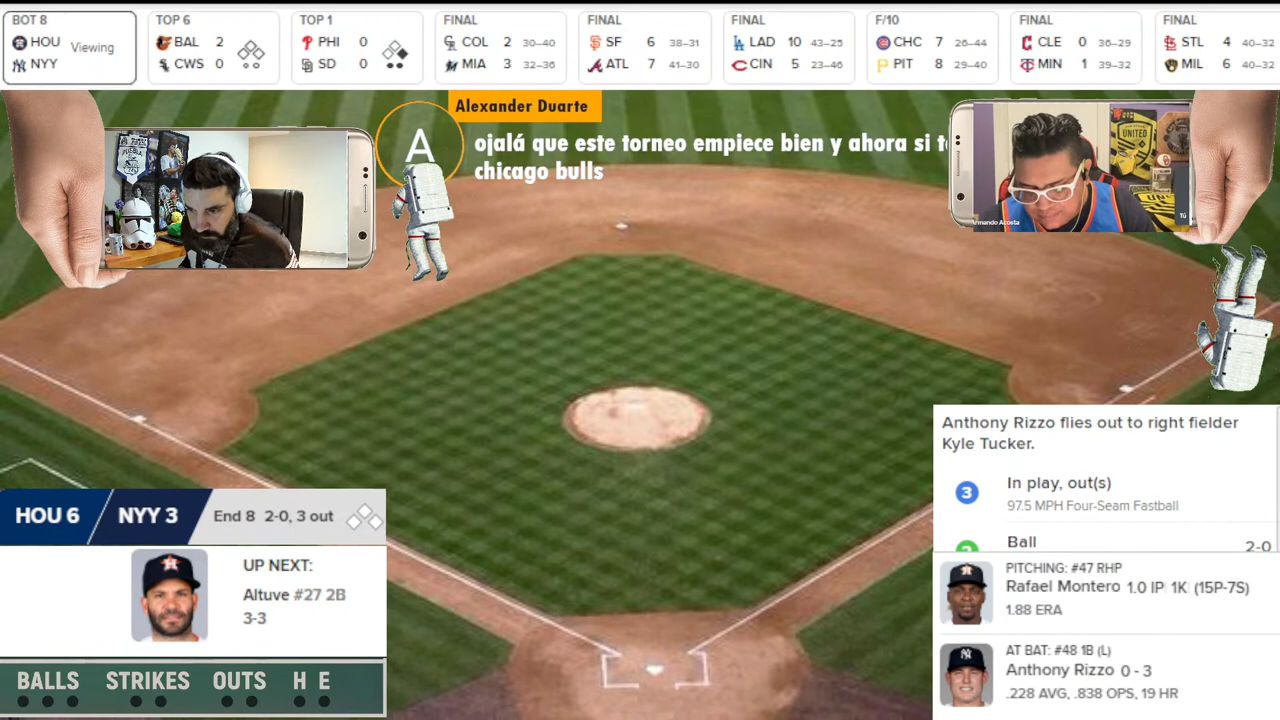 BOT 8
HOU
Viewing
NYY
TOP 6
BAL 2
CWS 0
TOP 1
PHI 0
SD 0
FINAL
COL 2 30-40
MIA 3 32-36
FINAL
SF 6 38-31
ATL 7 41-30
FINAL
LAD 10 43-25
CIN 5 23-46
F/10
CHC 7 26-44
PIT 8 29-40
FINAL
CLE 0 36-29
MIN 1 39-32
FINAL
STL 4 40-32
MIL 6 40-32
Alexander Duarte
A
ojalá que este torneo empiece bien y ahora si t
chicago bulls
UNITED
rmando Acosta
Tú
Anthony Rizzo flies out to right fielder
Kyle Tucker.
3
In play, out(s)
97.5 MPH Four-Seam Fastball
Ball
2-0
HOU 6
NYY 3
End 8 2-0, 3 out
UP NEXT:
Altuve #27 2B
3-3
PITCHING: #47 RHP
Rafael Montero 1.0 IP 1K (15P-7S)
1.88 ERA
AT BAT: #48 1B (L)
Anthony Rizzo 0 - 3
.228 AVG, .838 OPS, 19 HR
BALLS STRIKES OUTS H E